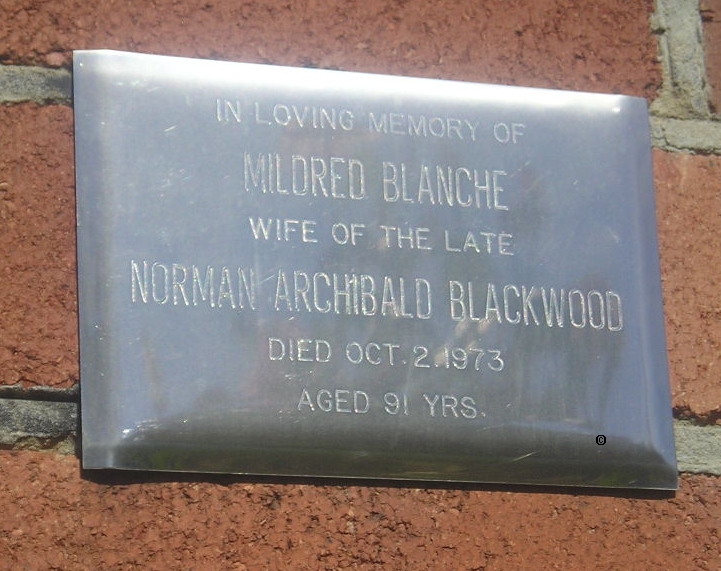 IN LOVING MEMORY OF
MILDRED BLANCHE
WIFE OF THE LATE
NORMAN ARCHIBALD BLACKWOOD
DIED OCT. 2. 1973
AGED 91 YRS.
©